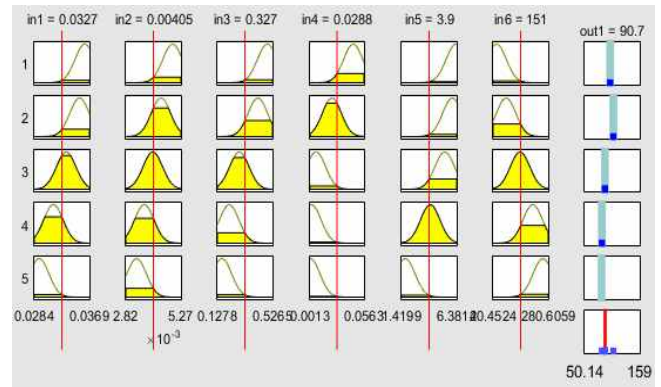 in1 = 0.0327 in2 = 0.00405 in3 = 0.327 in4 = 0.0288 in5 = 3.9 in6 = 151
out1 = 90.7
1
2
3
4
5
0.0284 0.0369 2.82 5.27 0.1278 0.5265 0.0013 0.0563 1.4199 6.3814 20.4524 280.6059
× 10⁻³
50.14 159